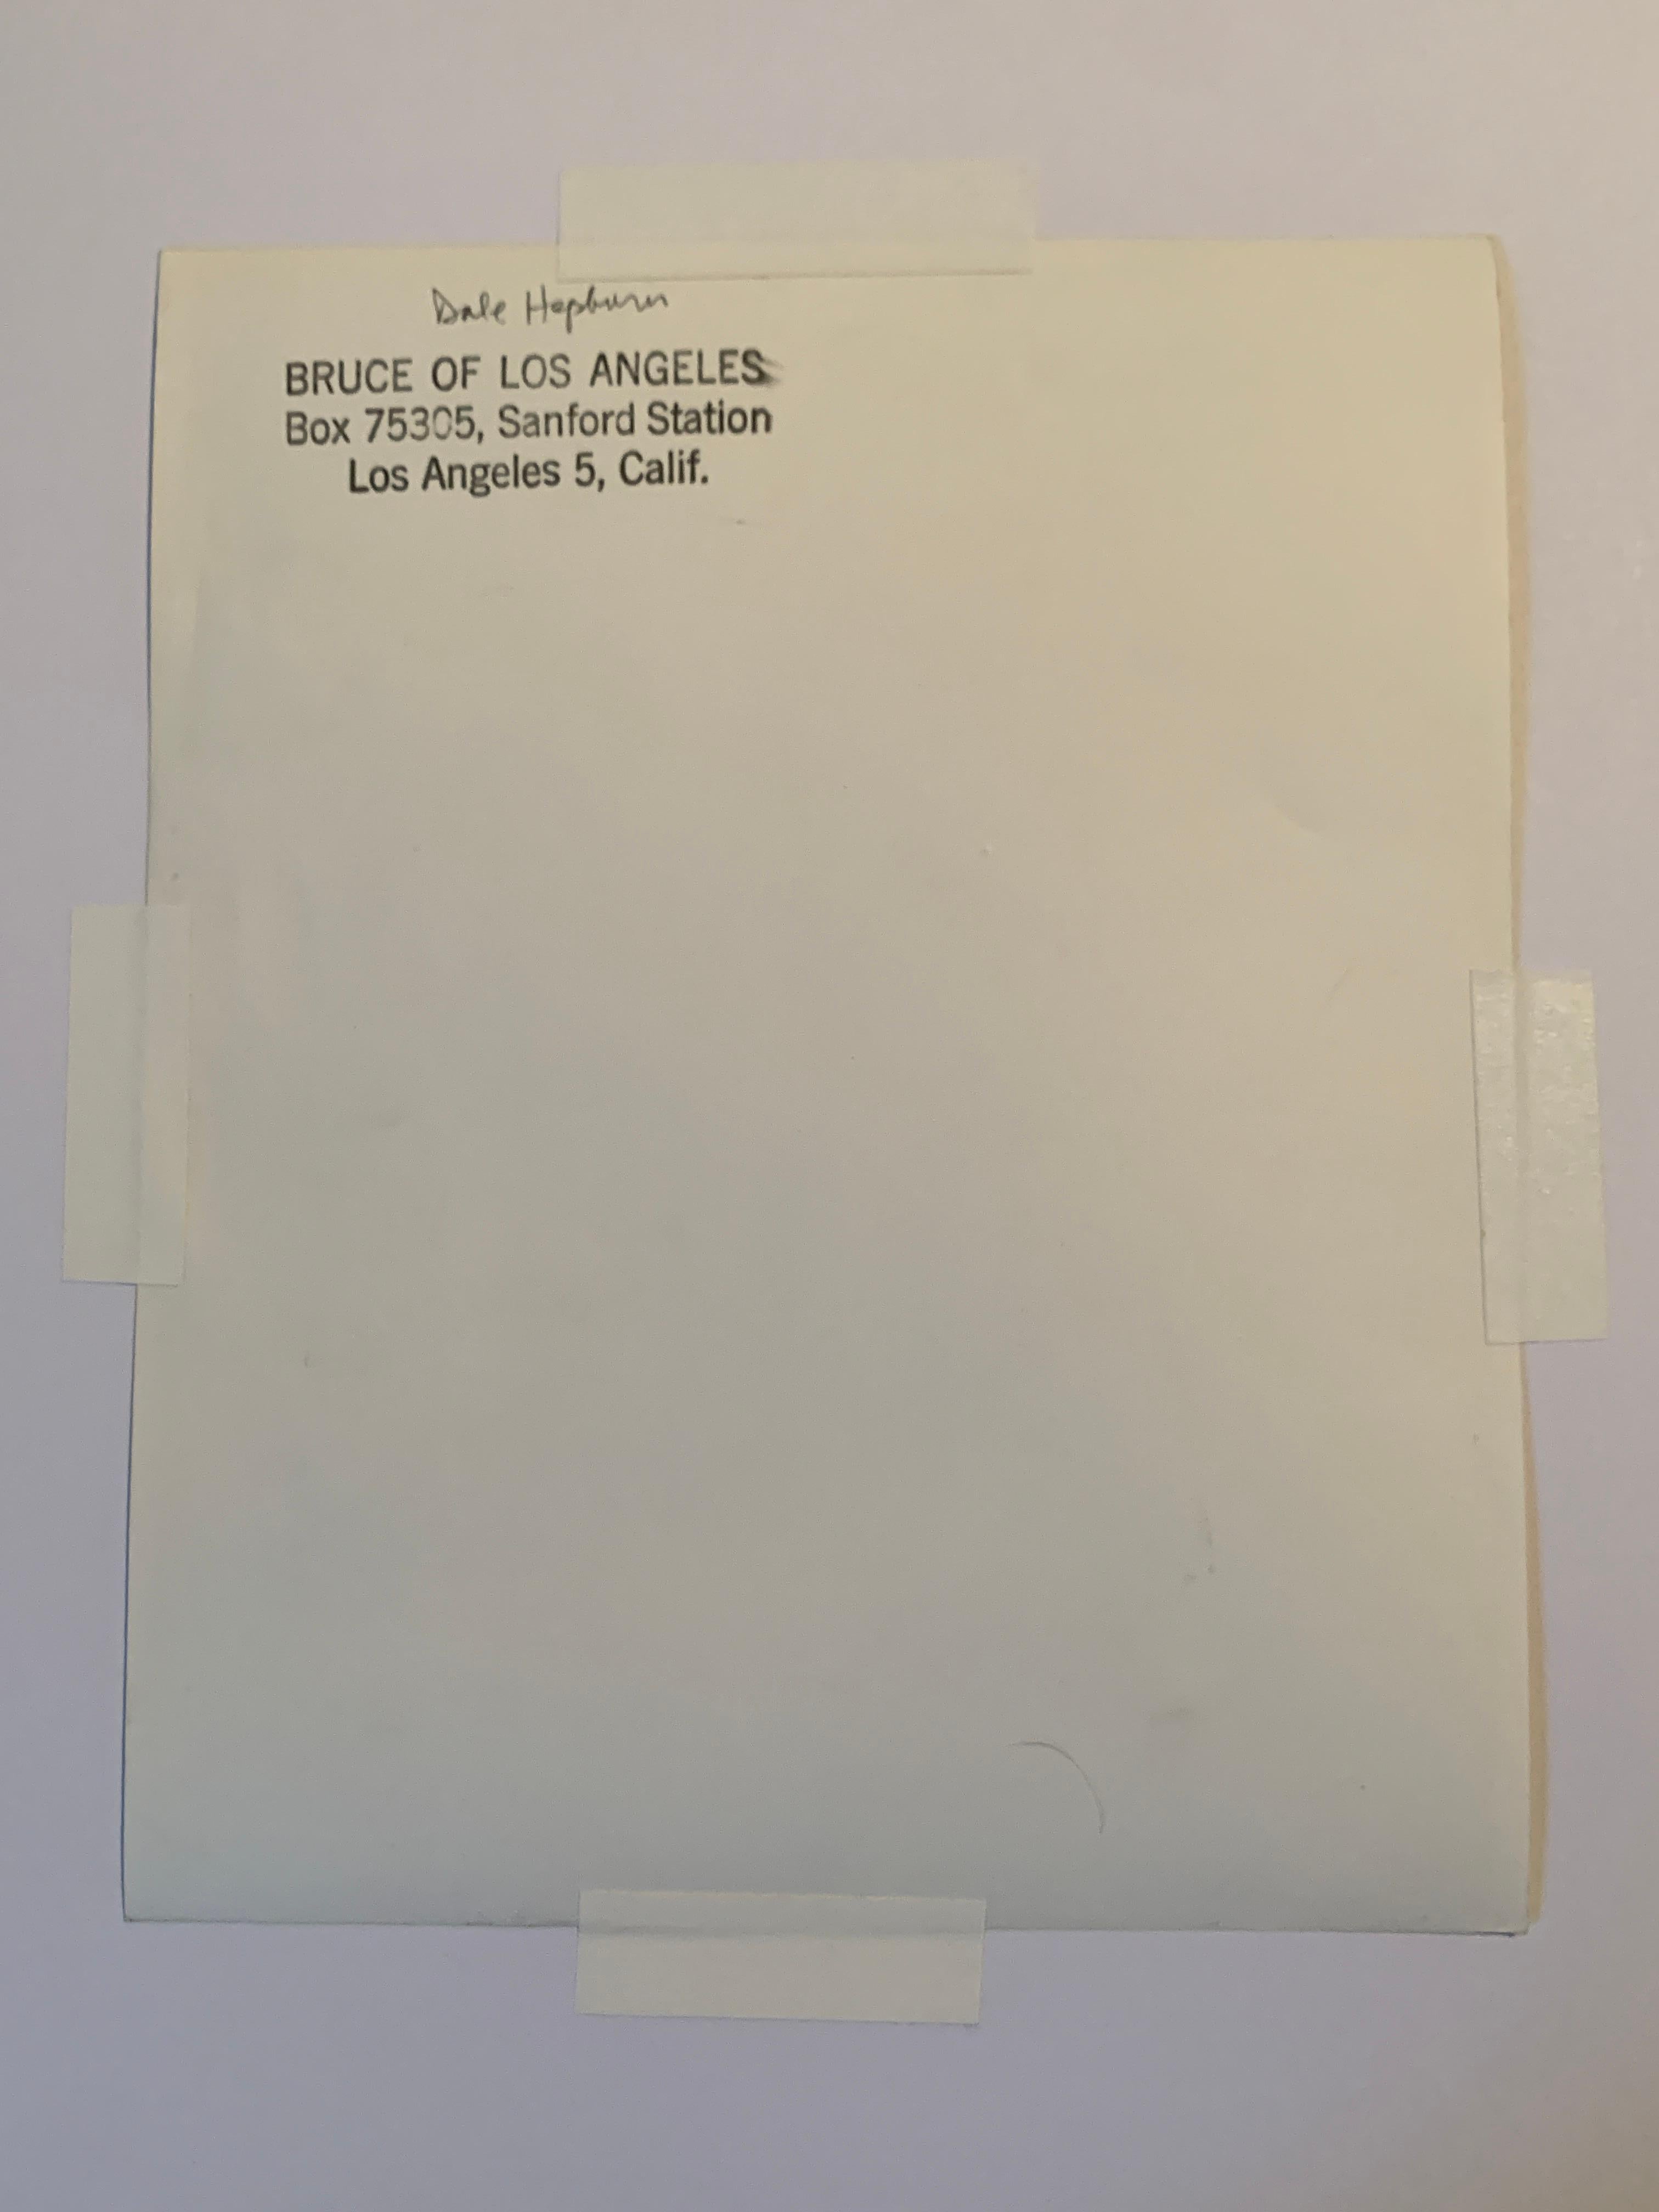 Dale Hepburn
BRUCE OF LOS ANGELES
Box 75305, Sanford Station
Los Angeles 5, Calif.